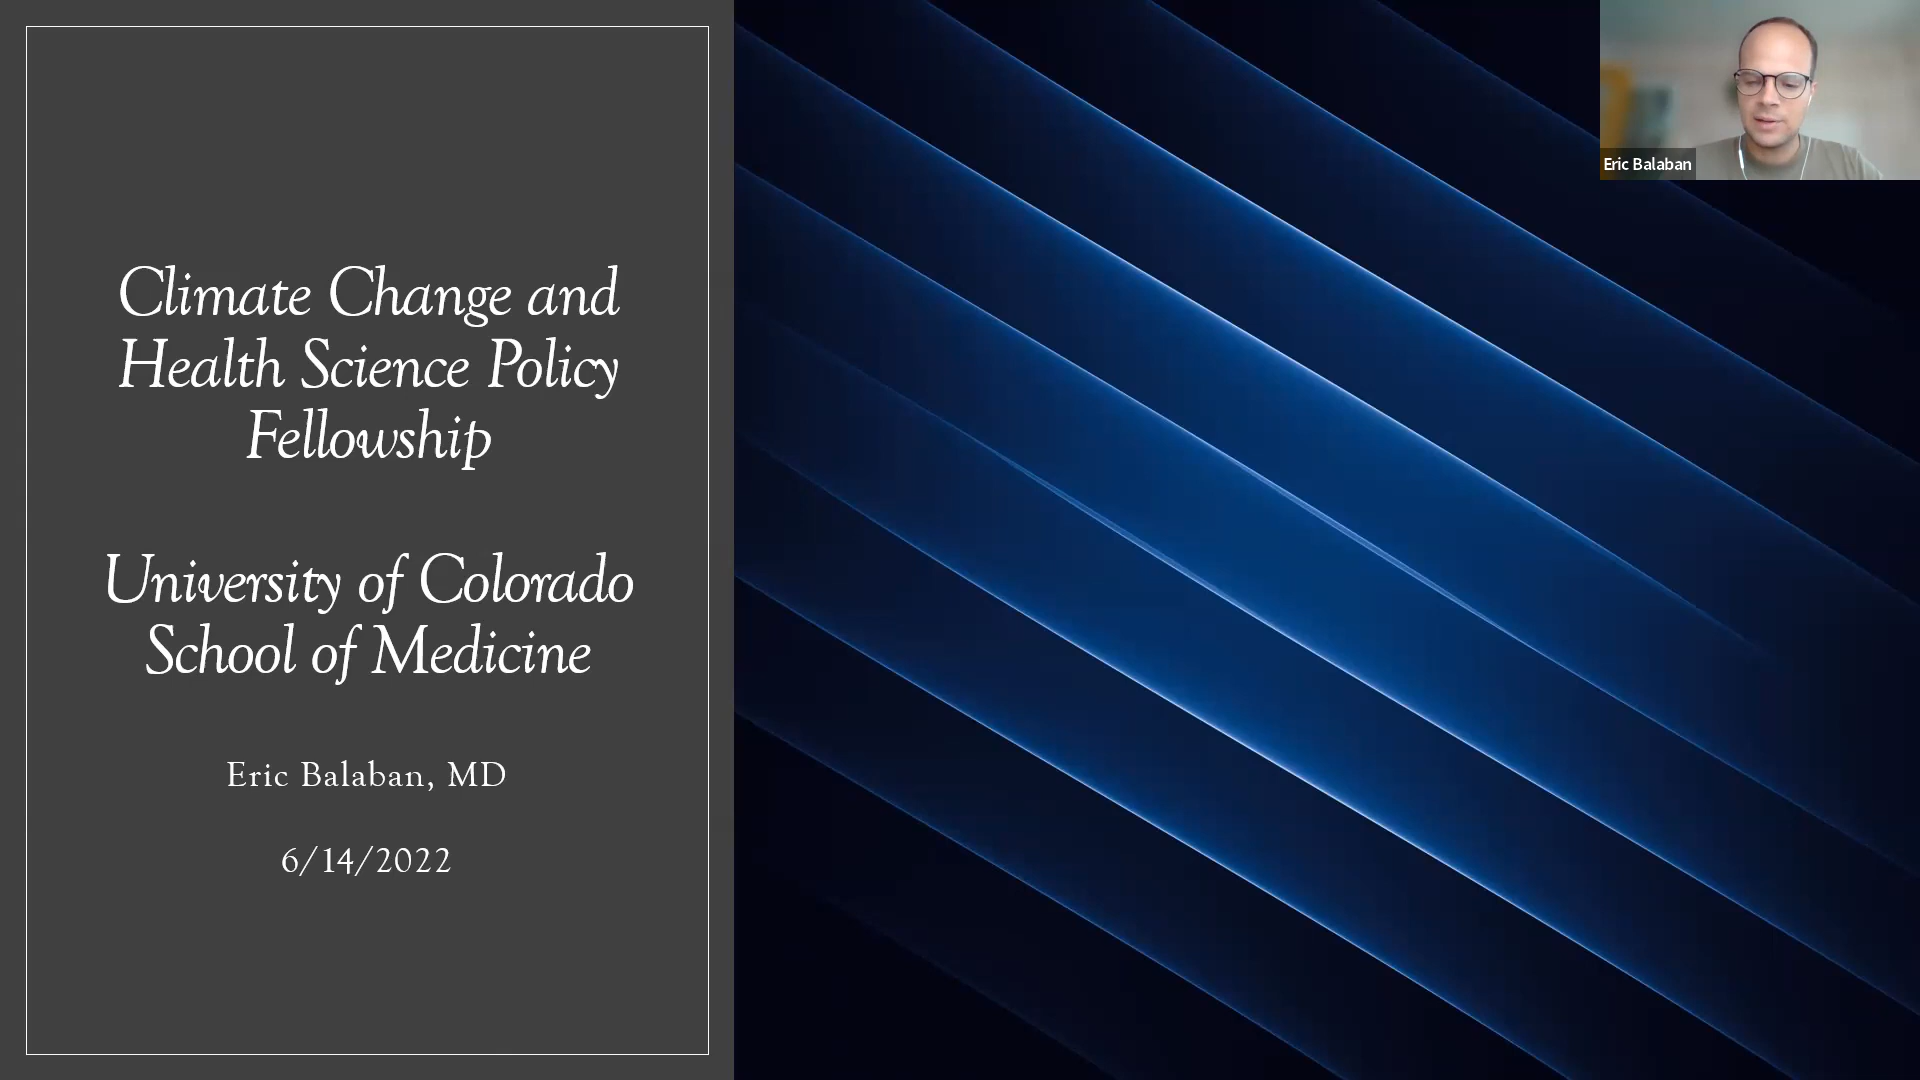 Climate Change and
Health Science Policy
Fellowship
University of Colorado
School of Medicine
Eric Balaban, MD
6/14/2022
Eric Balaban